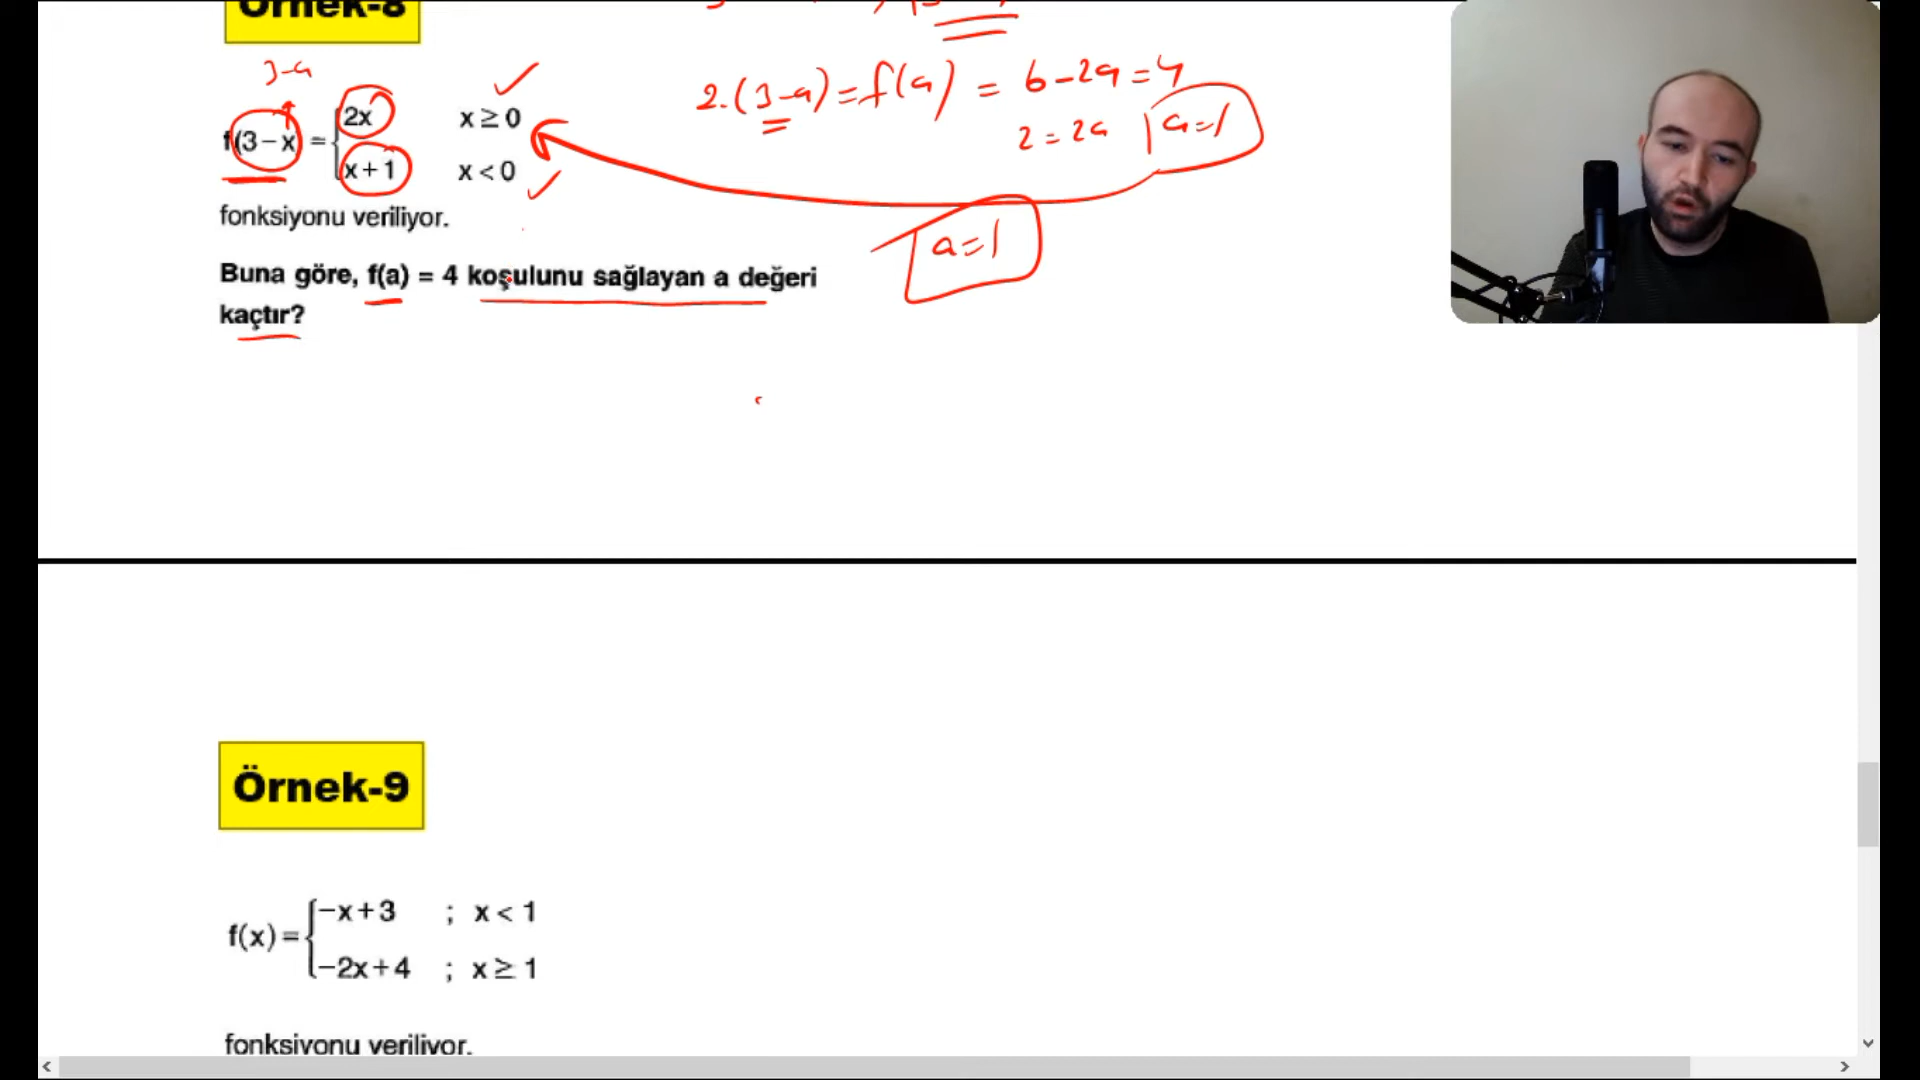 Örnek-8
3-a
f(3-x) = { 2x x ≥ 0
x+1 x < 0
2.(3-a)=f(a) = 6-2a=4
2=2a a=1
fonksiyonu veriliyor.
a=1
Buna göre, f(a) = 4 koşulunu sağlayan a değeri
kaçtır?
Örnek-9
f(x)= { -x+3 ; x < 1
-2x+4 ; x ≥ 1
fonksiyonu veriliyor.